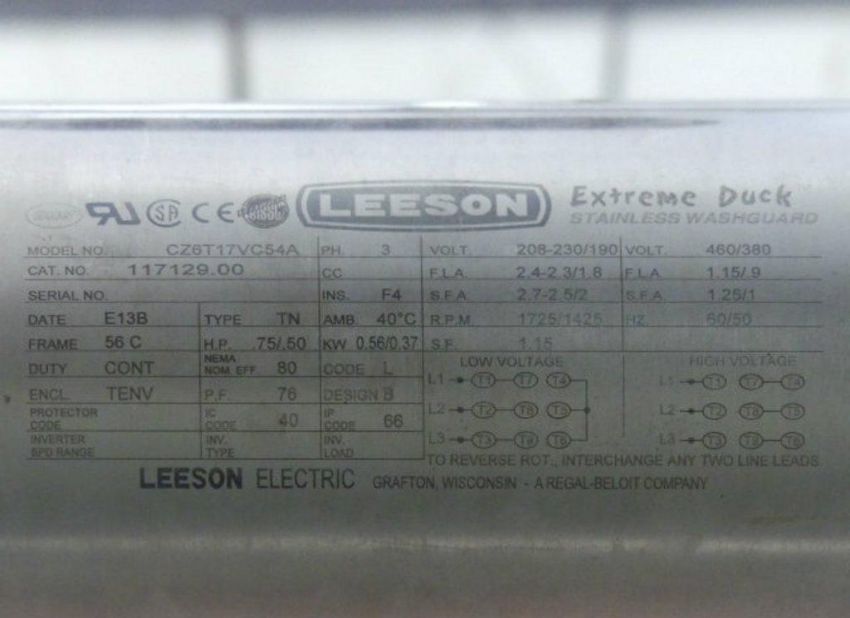 LEESON Extreme Duck
STAINLESS WASHGUARD
MODEL NO. CZ6T17VC54A PH. 3 VOLT. 208-230/190 VOLT. 460/380
CAT. NO. 117129.00 CC F.L.A. 2.4-2.3/1.8 F.L.A. 1.15/.9
SERIAL NO. INS. F4 S.F.A. 2.7-2.5/2 S.F.A. 1.25/1
DATE E13B TYPE TN AMB. 40°C R.P.M. 1725/1425 HZ. 60/50
FRAME 56 C H.P. .75/.50 KW 0.56/0.37 S.F. 1.15
DUTY CONT NEMA NOM. EFF 80 CODE L LOW VOLTAGE HIGH VOLTAGE
L1 T1 T7 T4 L1 T1 T7 T4
ENCL TENV P.F. 76 DESIGN B
L2 T2 T8 T5 L2 T2 T8 T5
PROTECTOR CODE IC CODE 40 IP CODE 66
L3 T3 T9 T6 L3 T3 T9 T6
INVERTER SPD RANGE INV. TYPE INV. LOAD
TO REVERSE ROT., INTERCHANGE ANY TWO LINE LEADS
LEESON ELECTRIC GRAFTON, WISCONSIN - A REGAL-BELOIT COMPANY